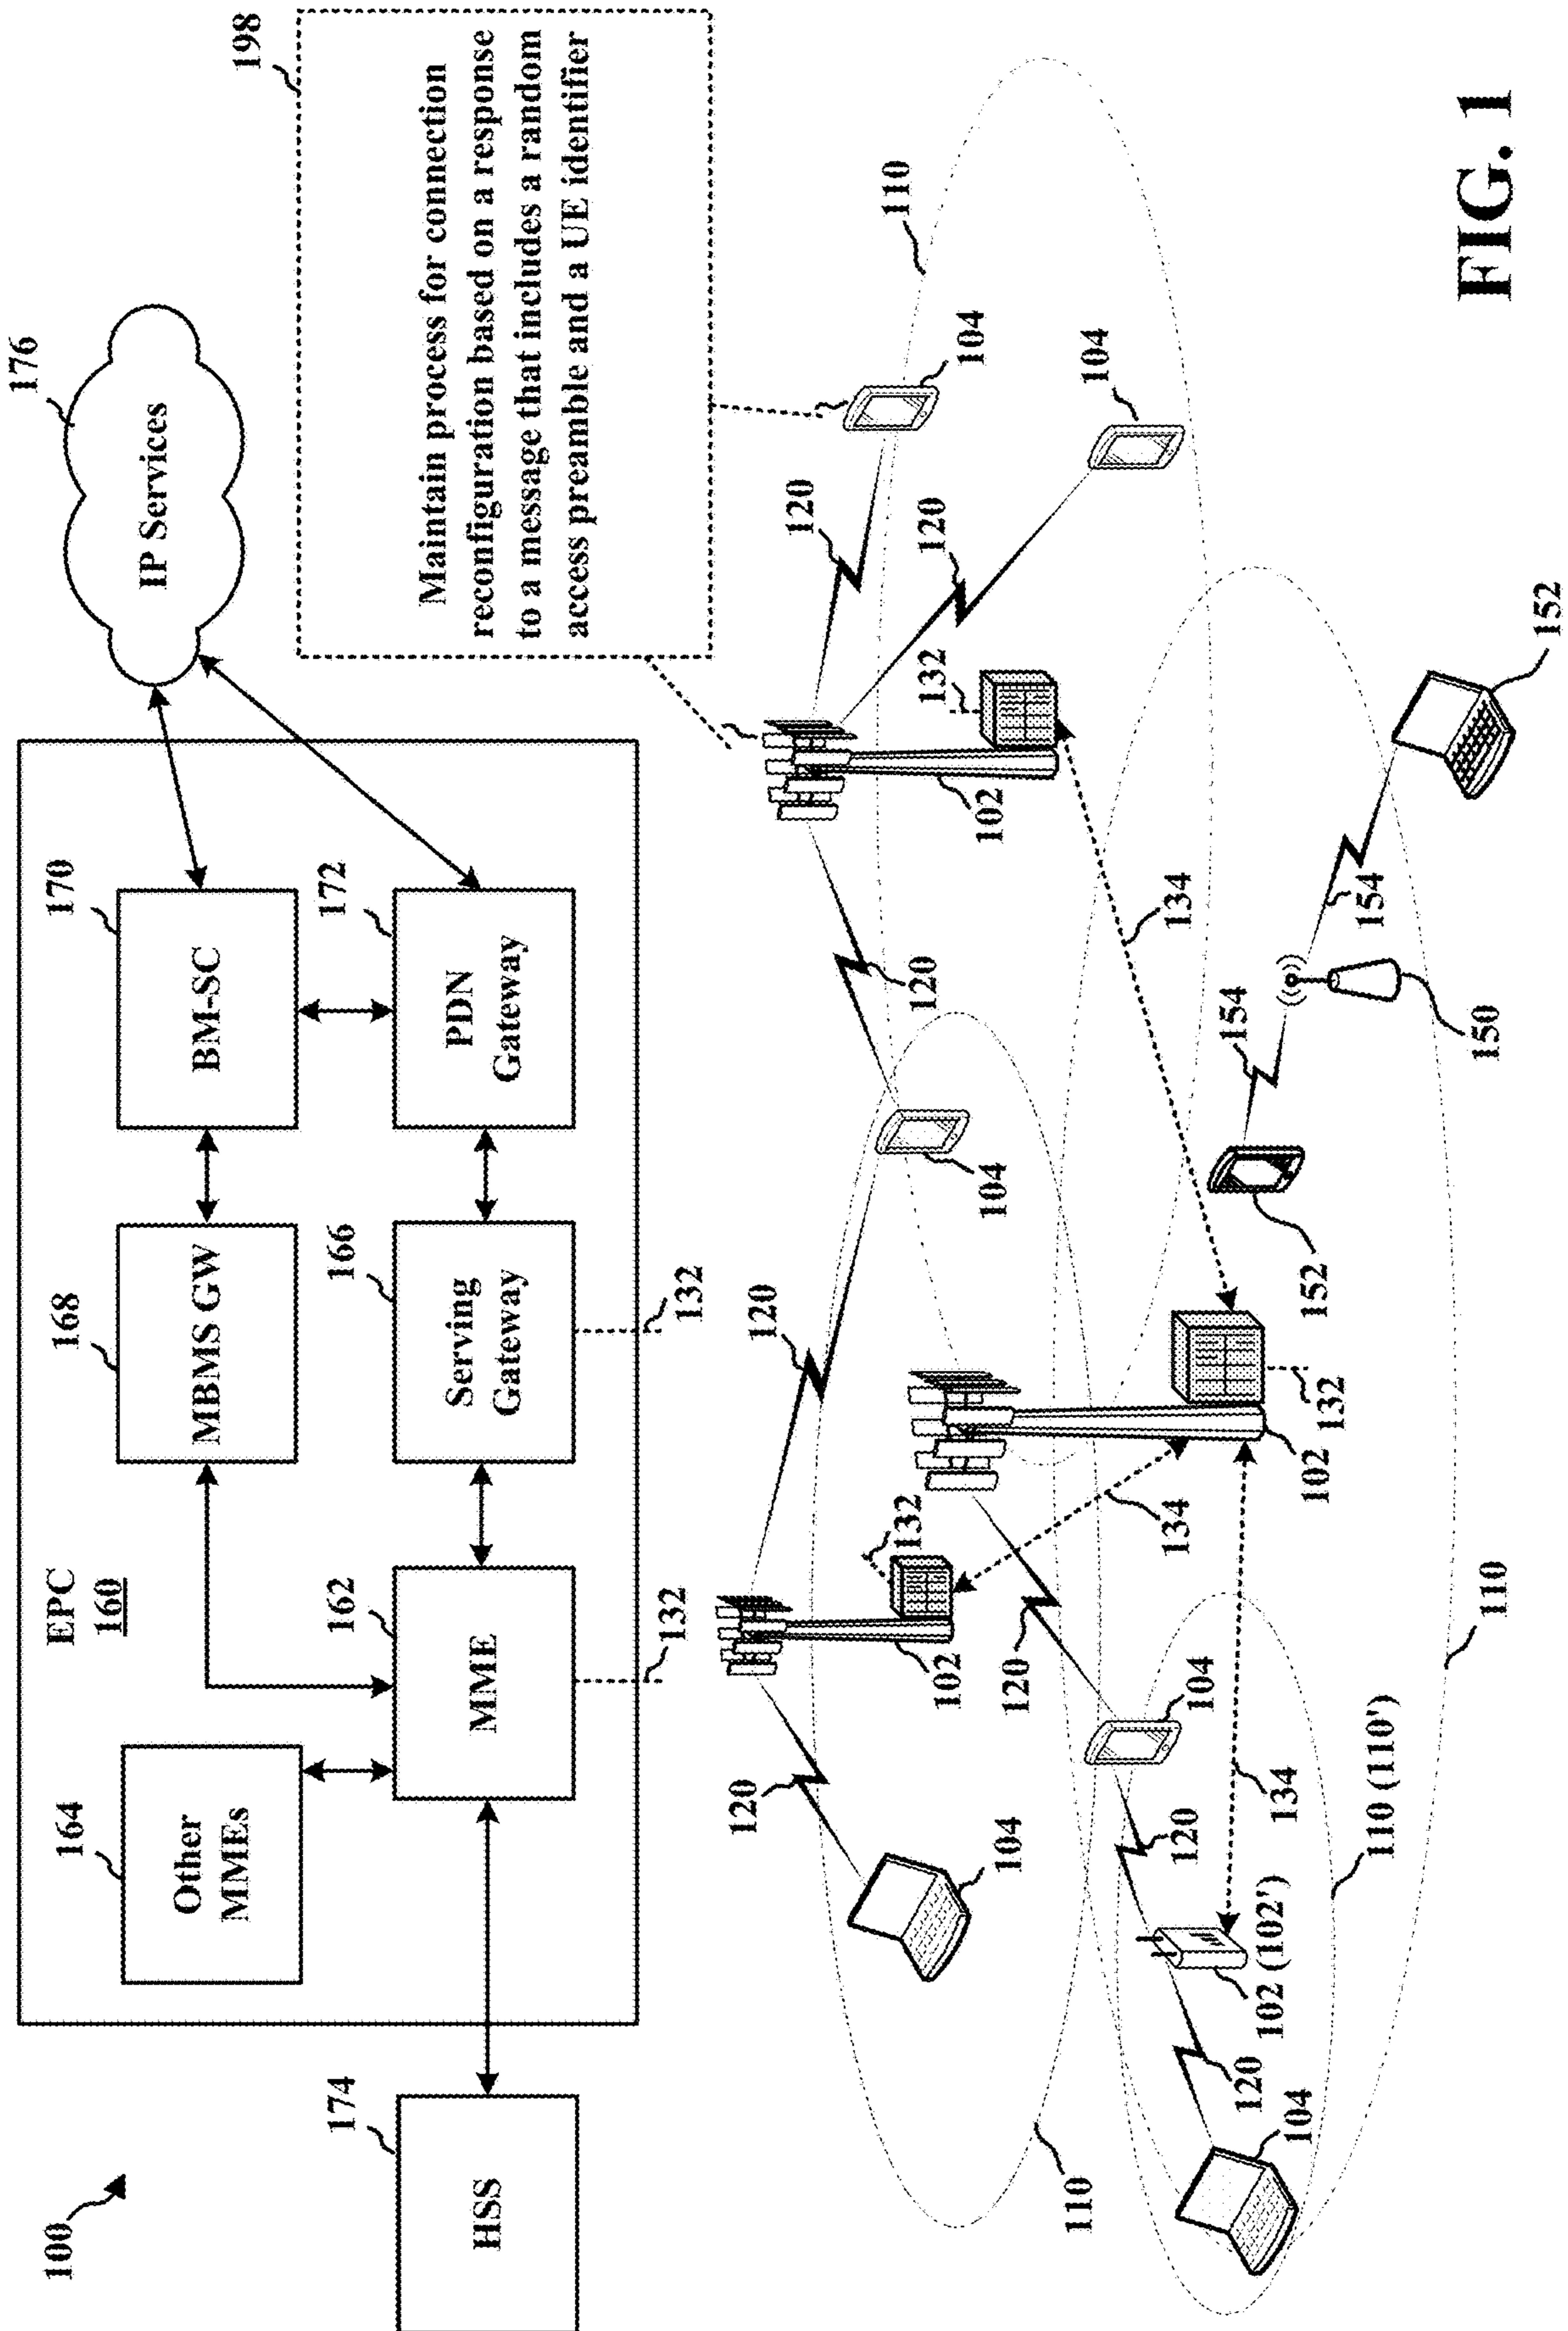 100
HSS
174
EPC
160
Other
MMEs
164
MME
162
MBMS GW
168
Serving
Gateway
166
BM-SC
170
PDN
Gateway
172
IP Services
176
132
132
198
Maintain process for connection
reconfiguration based on a response
to a message that includes a random
access preamble and a UE identifier
120
104
120
102
132
120
104
120
102
132
120
104
120
104
110
110
134
120
104
120
102 (102')
120
104
134
110 (110')
110
102
132
134
152
154
150
154
152
FIG. 1